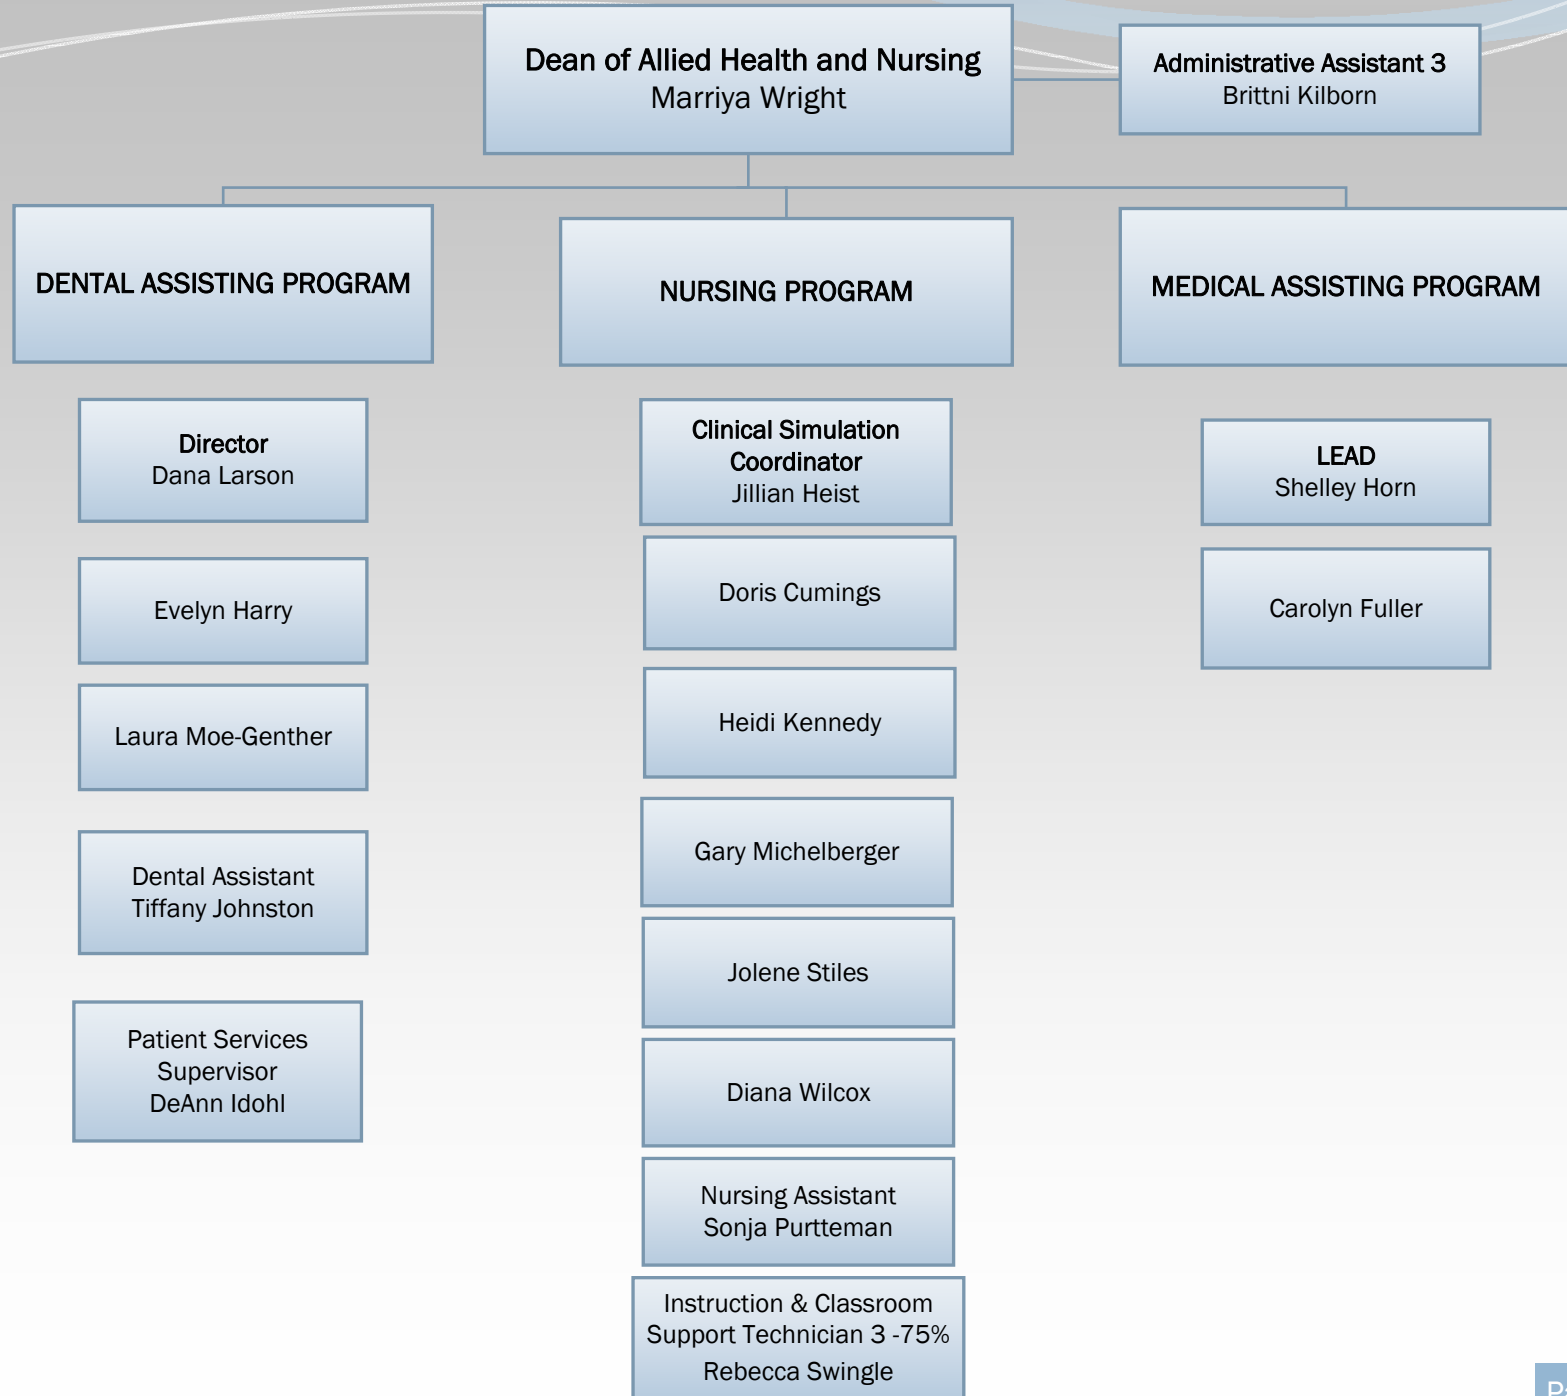 Dean of Allied Health and Nursing
Marriya Wright
Administrative Assistant 3
Brittni Kilborn
DENTAL ASSISTING PROGRAM
Director
Dana Larson
Evelyn Harry
Laura Moe-Genther
Dental Assistant
Tiffany Johnston
Patient Services
Supervisor
DeAnn Idohl
NURSING PROGRAM
Clinical Simulation
Coordinator
Jillian Heist
Doris Cumings
Heidi Kennedy
Gary Michelberger
Jolene Stiles
Diana Wilcox
Nursing Assistant
Sonja Purtteman
Instruction & Classroom
Support Technician 3 -75%
Rebecca Swingle
MEDICAL ASSISTING PROGRAM
LEAD
Shelley Horn
Carolyn Fuller